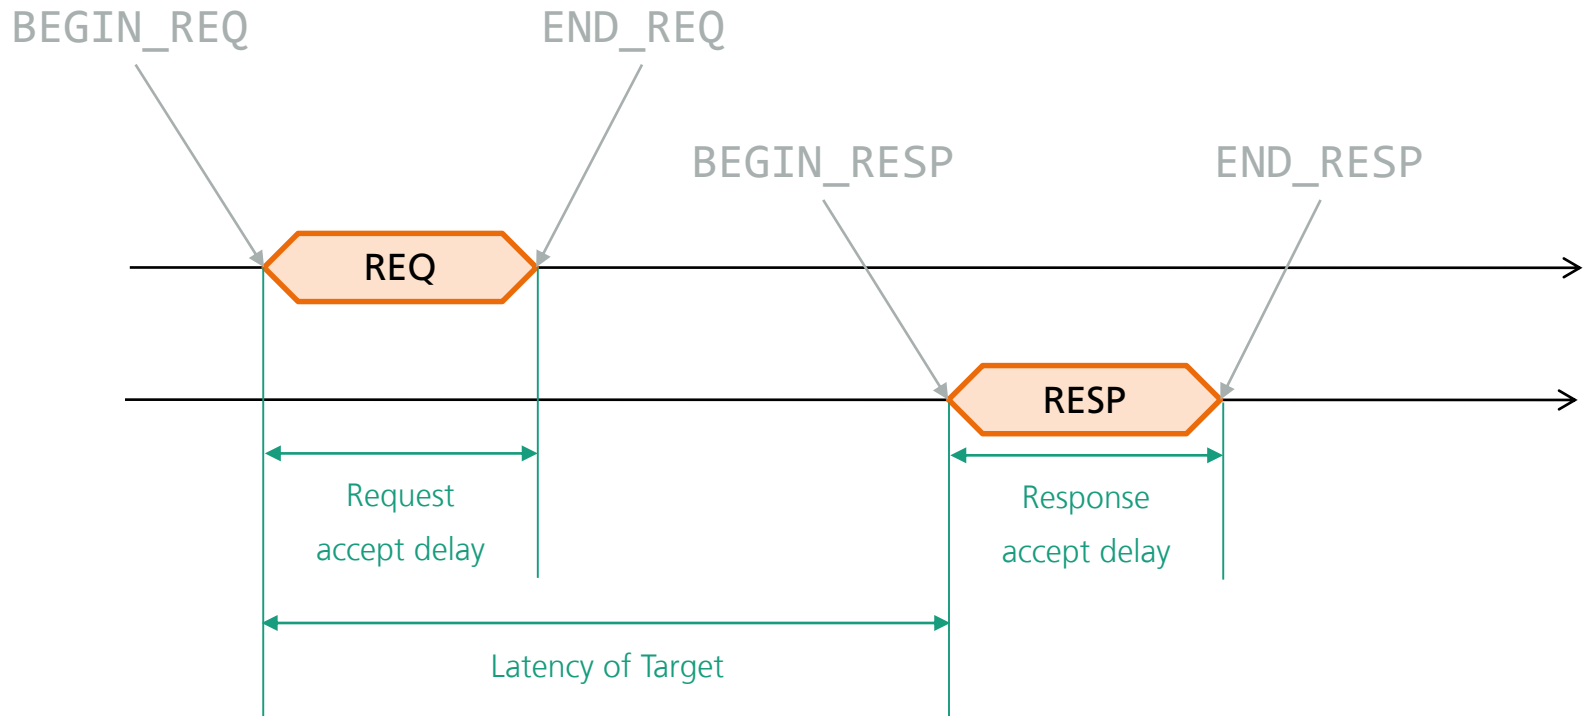 BEGIN_REQ
END_REQ
BEGIN_RESP
END_RESP
REQ
RESP
Request
accept delay
Response
accept delay
Latency of Target